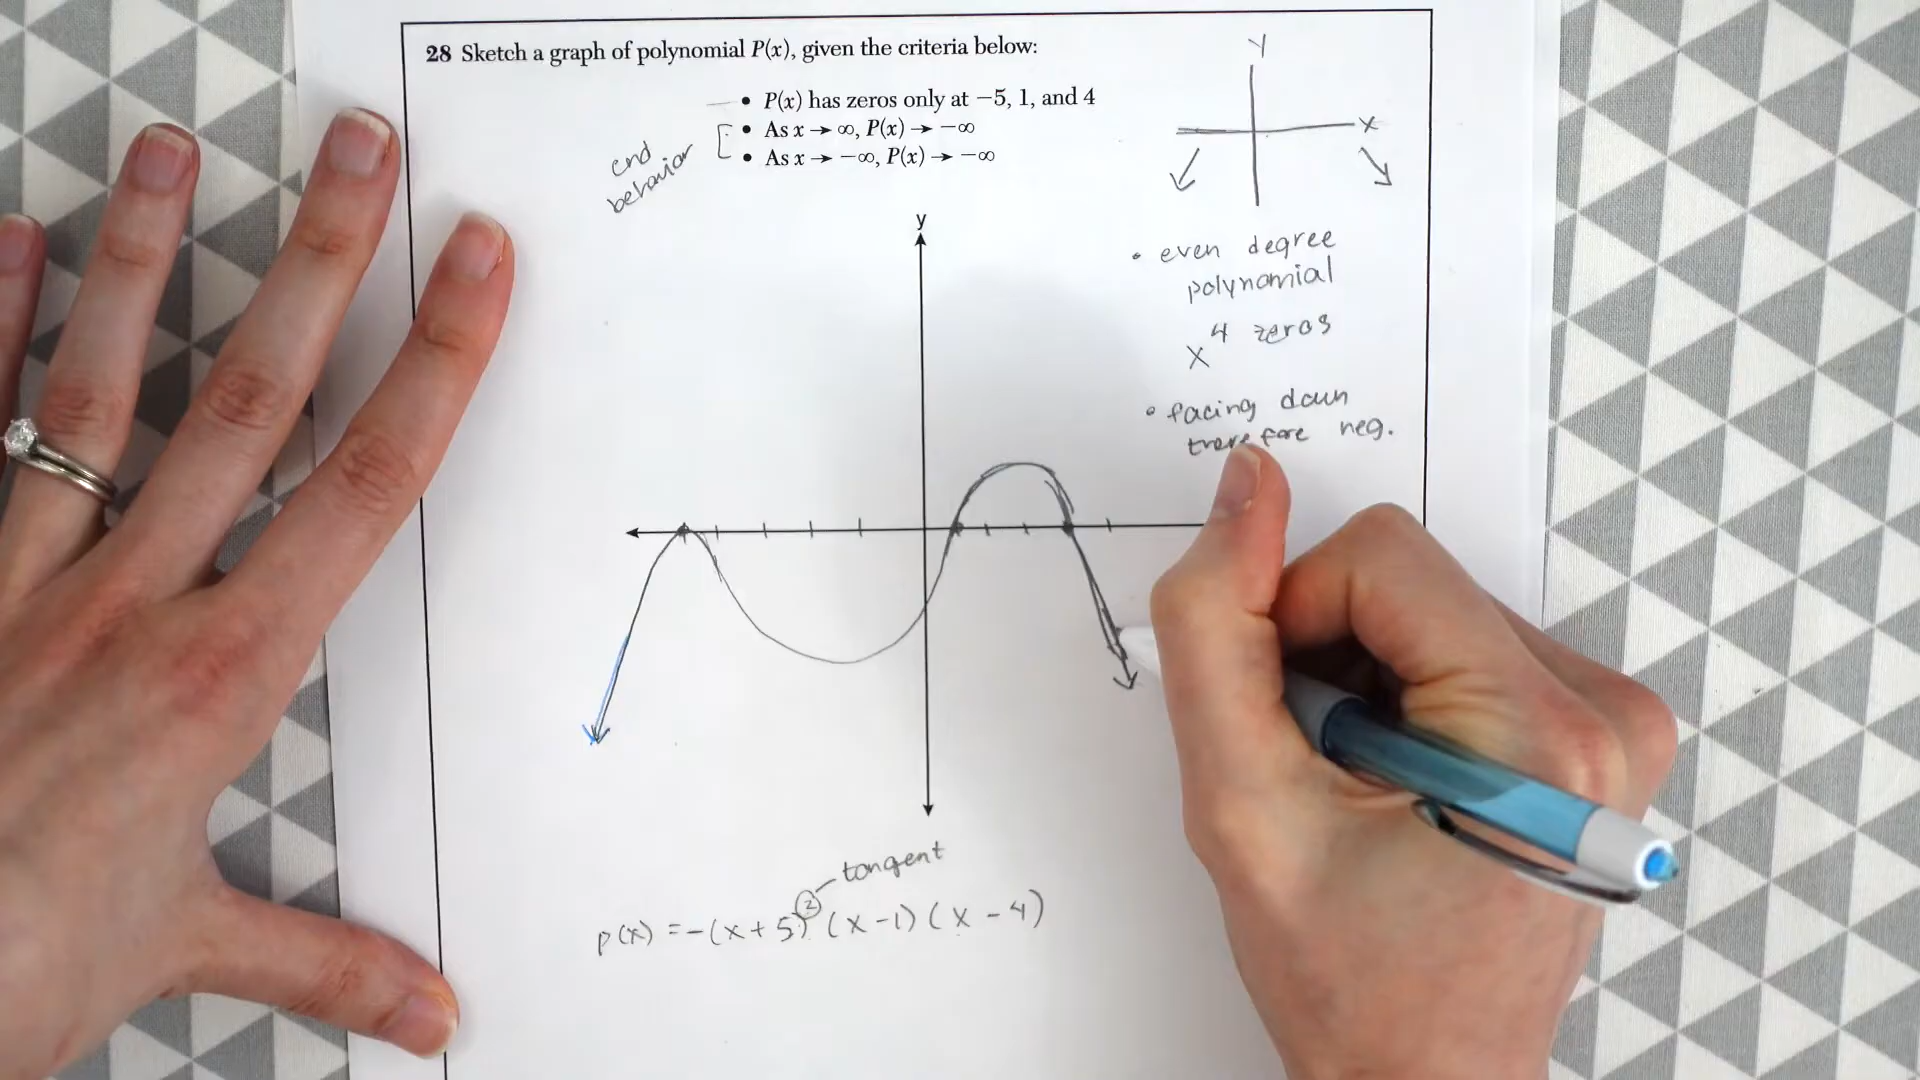 28 Sketch a graph of polynomial P(x), given the criteria below:
• P(x) has zeros only at −5, 1, and 4
• As x → ∞, P(x) → −∞
• As x → −∞, P(x) → −∞
end
behavior
Y
X
• even degree
polynomial
x⁴ zeros
• facing down
therefore neg.
y
tangent
p(x) = -(x+5)² (x-1)(x-4)